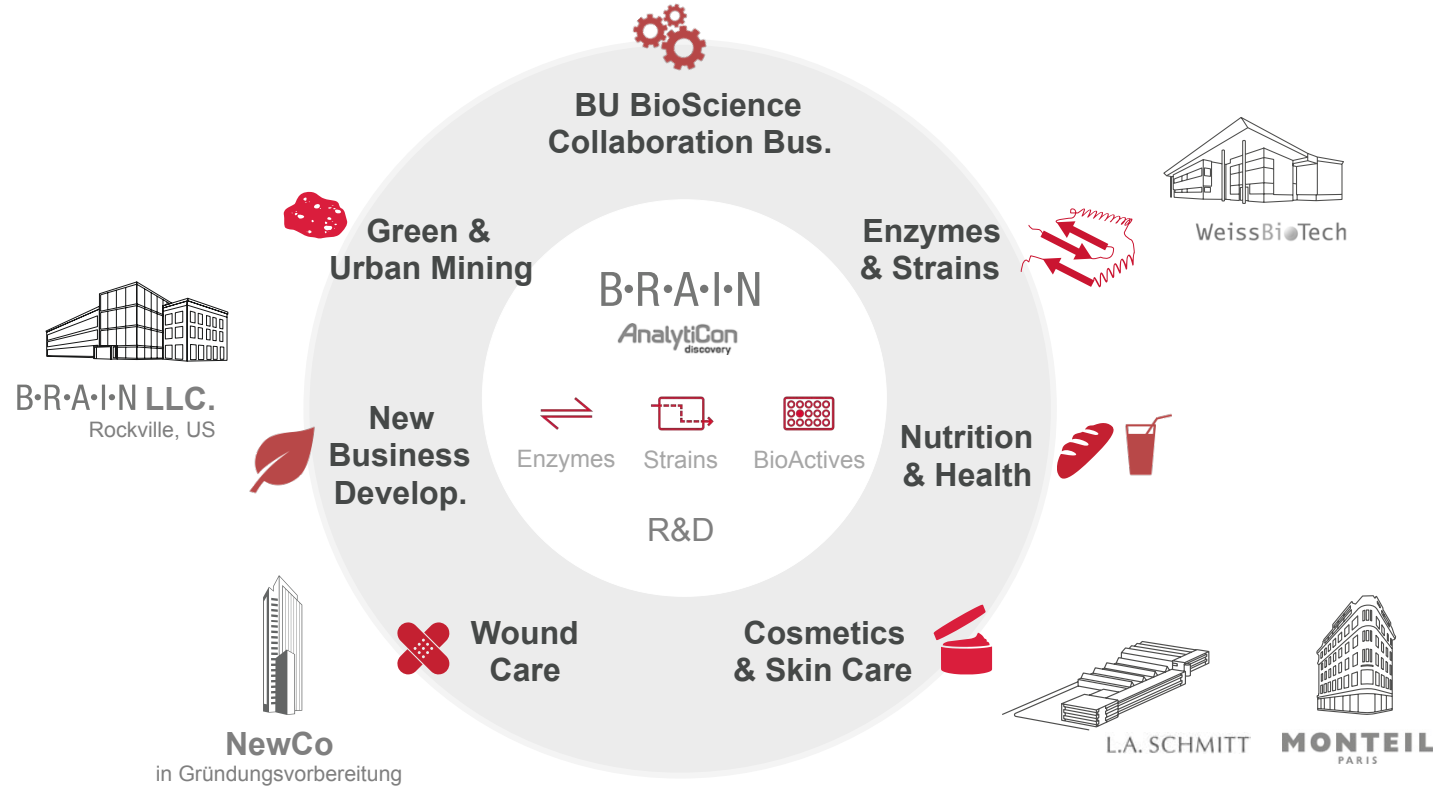 BU BioScience
Collaboration Bus.
Green &
Urban Mining
Enzymes
& Strains
WeissBioTech
B·R·A·I·N
AnalytiCon
discovery
B·R·A·I·N LLC.
Rockville, US
New
Business
Develop.
Enzymes
Strains
BioActives
Nutrition
& Health
R&D
Wound
Care
Cosmetics
& Skin Care
NewCo
in Gründungsvorbereitung
L.A. SCHMITT
MONTEIL
PARIS